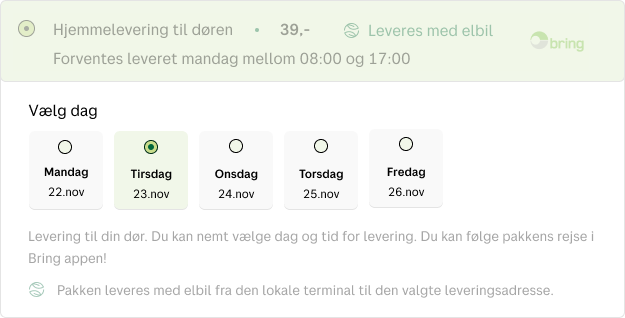 Hjemmelevering til døren • 39,- Leveres med elbil bring
Forventes leveret mandag mellom 08:00 og 17:00
Vælg dag
Mandag Tirsdag Onsdag Torsdag Fredag
22.nov 23.nov 24.nov 25.nov 26.nov
Levering til din dør. Du kan nemt vælge dag og tid for levering. Du kan følge pakkens rejse i
Bring appen!
Pakken leveres med elbil fra den lokale terminal til den valgte leveringsadresse.